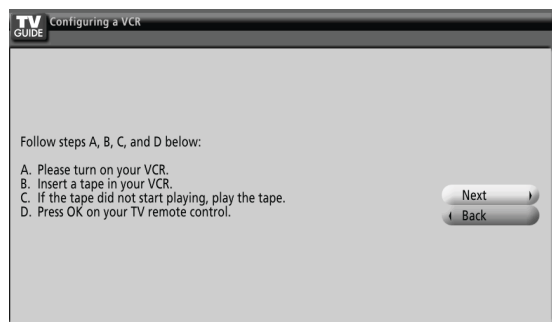 TV
GUIDE
Configuring a VCR
Follow steps A, B, C, and D below:
A. Please turn on your VCR.
B. Insert a tape in your VCR.
C. If the tape did not start playing, play the tape.
D. Press OK on your TV remote control.
Next
Back